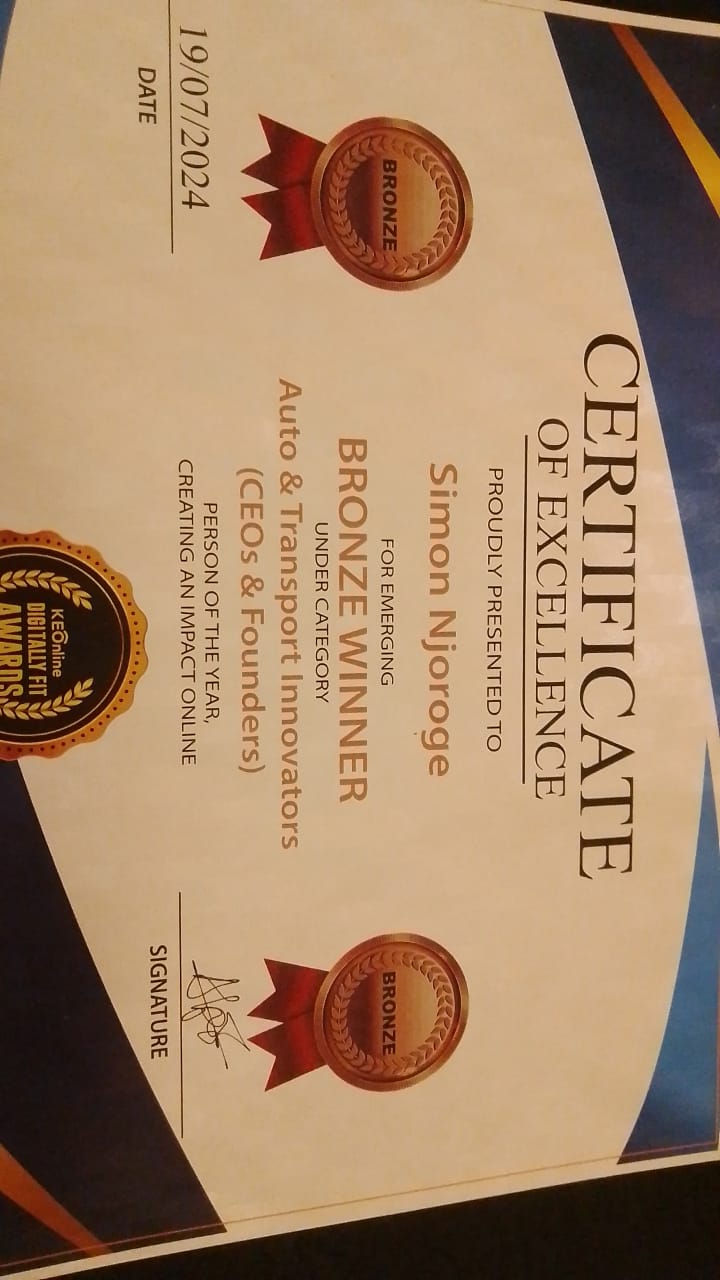 CERTIFICATE
OF EXCELLENCE
PROUDLY PRESENTED TO
Simon Njoroge
FOR EMERGING
BRONZE WINNER
UNDER CATEGORY
Auto & Transport Innovators
(CEOs & Founders)
PERSON OF THE YEAR,
CREATING AN IMPACT ONLINE
BRONZE
BRONZE
19/07/2024
DATE
KEOnline
DIGITALLY FIT
AWARDS
SIGNATURE